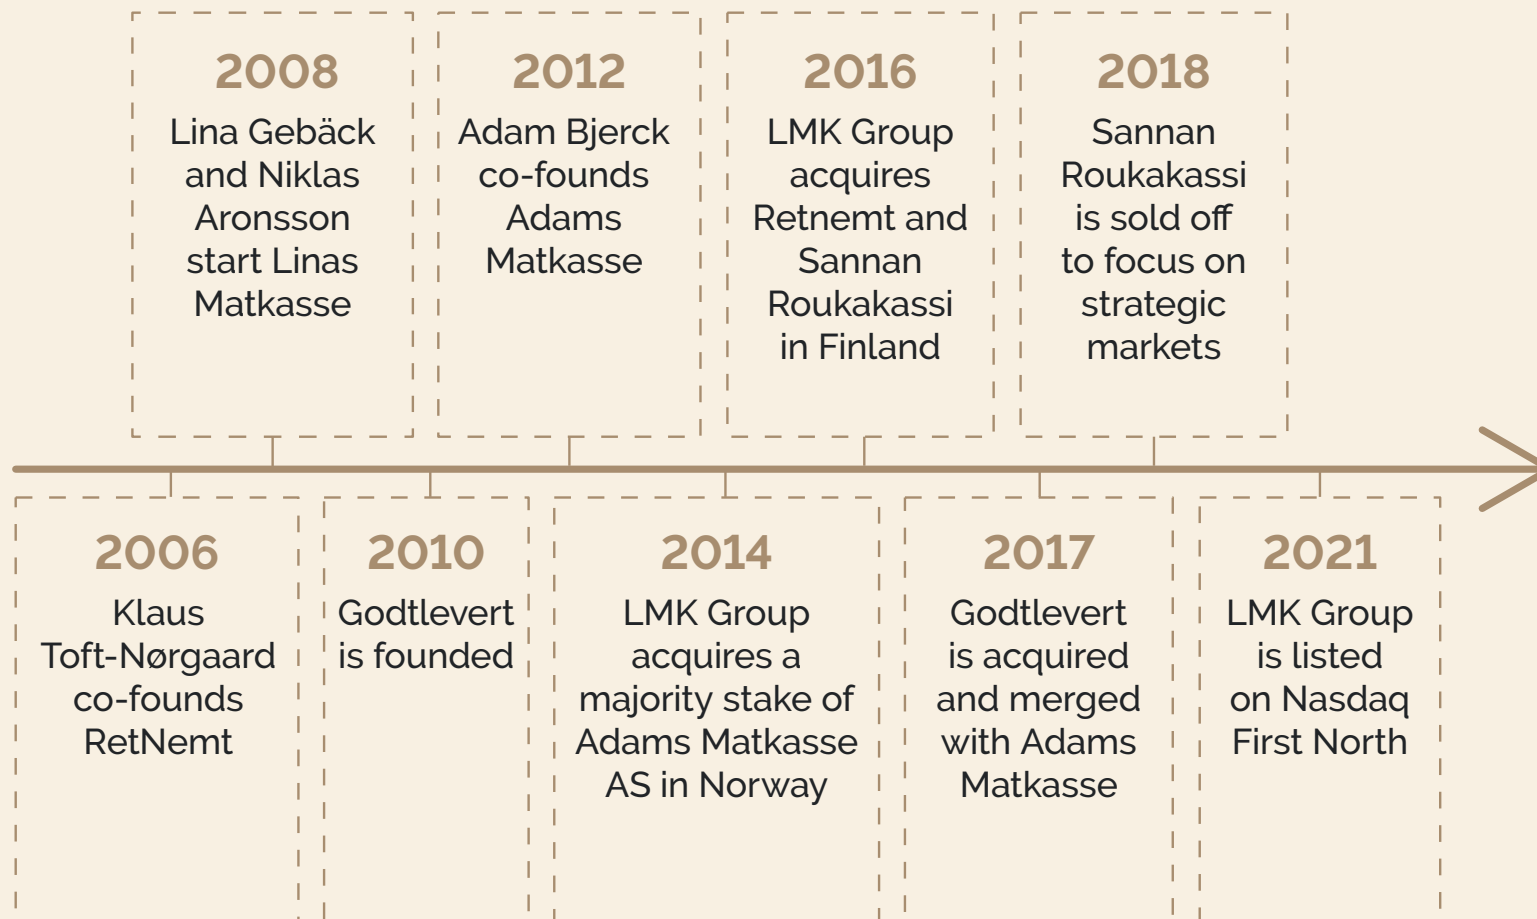 2008
Lina Gebäck
and Niklas
Aronsson
start Linas
Matkasse
2012
Adam Bjerck
co-founds
Adams
Matkasse
2016
LMK Group
acquires
Retnemt and
Sannan
Roukakassi
in Finland
2018
Sannan
Roukakassi
is sold off
to focus on
strategic
markets
2006
Klaus
Toft-Nørgaard
co-founds
RetNemt
2010
Godtlevert
is founded
2014
LMK Group
acquires a
majority stake of
Adams Matkasse
AS in Norway
2017
Godtlevert
is acquired
and merged
with Adams
Matkasse
2021
LMK Group
is listed
on Nasdaq
First North